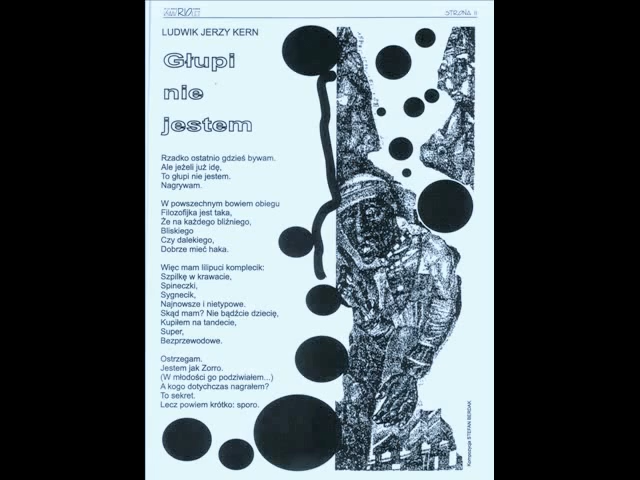 STRONA 11
LUDWIK JERZY KERN
Głupi
nie
jestem
Rzadko ostatnio gdzieś bywam.
Ale jeżeli już idę,
To głupi nie jestem.
Nagrywam.
W powszechnym bowiem obiegu
Filozofijka jest taka,
Że na każdego bliźniego,
Bliskiego
Czy dalekiego,
Dobrze mieć haka.
Więc mam lilipuci komplecik:
Szpilkę w krawacie,
Spineczki,
Sygnecik,
Najnowsze i nietypowe.
Skąd mam? Nie bądźcie dziecię,
Kupiłem na tandecie,
Super,
Bezprzewodowe.
Ostrzegam.
Jestem jak Zorro.
(W młodości go podziwiałem...)
A kogo dotychczas nagrałem?
To sekret.
Lecz powiem krótko: sporo.
Kompozycja STEFAN BERDAK